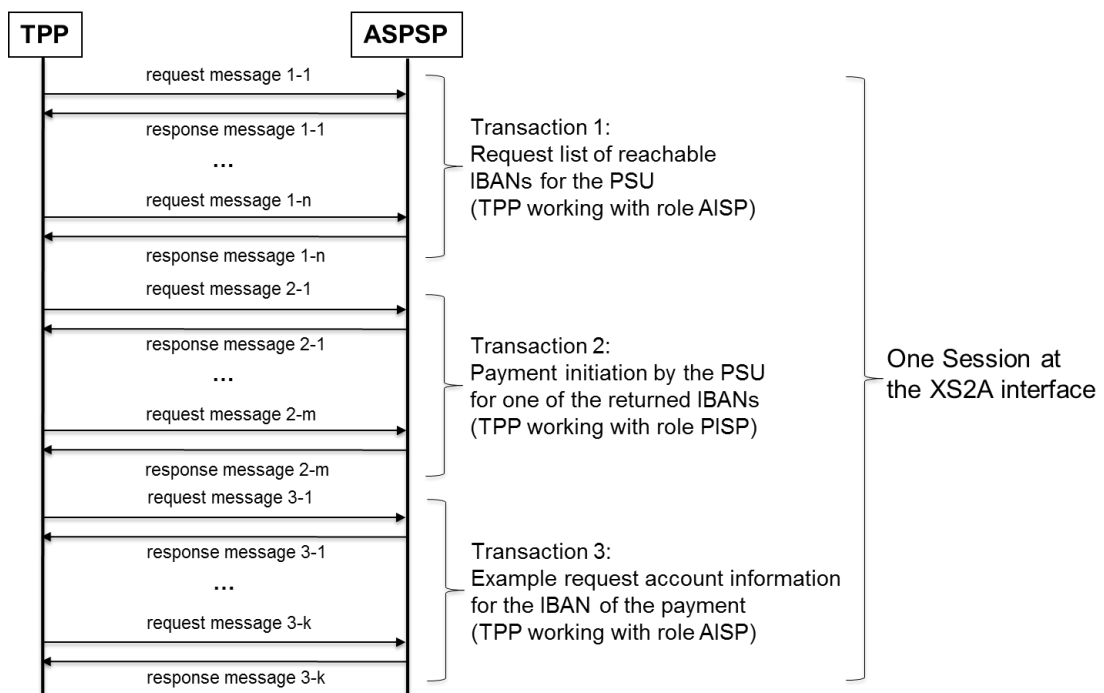 TPP
ASPSP
request message 1-1
response message 1-1
...
request message 1-n
response message 1-n
request message 2-1
response message 2-1
...
request message 2-m
response message 2-m
request message 3-1
response message 3-1
...
request message 3-k
response message 3-k
Transaction 1:
Request list of reachable
IBANs for the PSU
(TPP working with role AISP)
Transaction 2:
Payment initiation by the PSU
for one of the returned IBANs
(TPP working with role PISP)
Transaction 3:
Example request account information
for the IBAN of the payment
(TPP working with role AISP)
One Session at
the XS2A interface